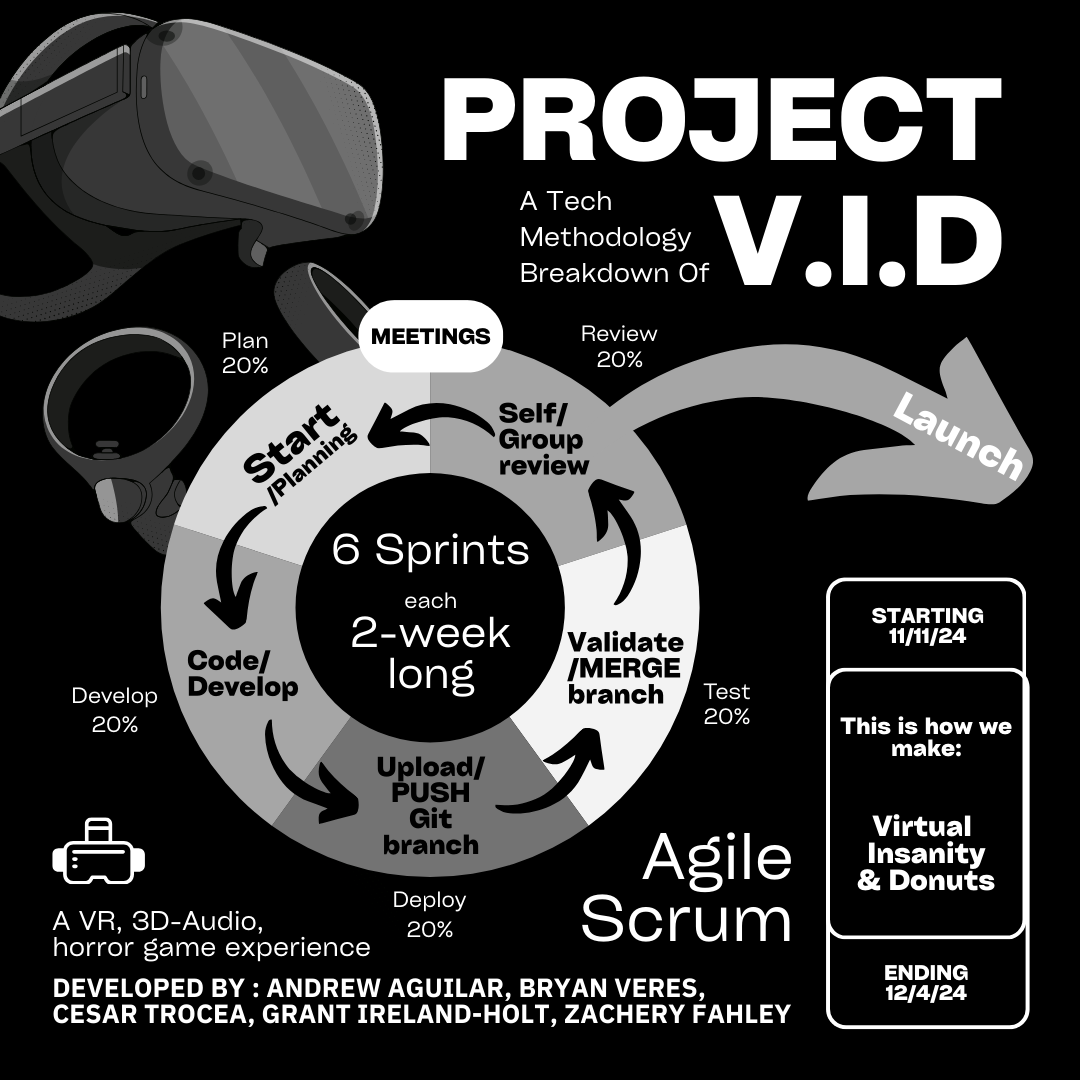 PROJECT
A Tech
Methodology
Breakdown Of
V.I.D
MEETINGS
Plan
20%
Review
20%
Launch
Start
/Planning
Self/
Group
review
6 Sprints
each
2-week
long
Code/
Develop
Validate
/MERGE
branch
Develop
20%
Test
20%
Upload/
PUSH
Git
branch
Deploy
20%
STARTING
11/11/24
This is how we
make:
Virtual
Insanity
& Donuts
ENDING
12/4/24
Agile
Scrum
A VR, 3D-Audio,
horror game experience
DEVELOPED BY : ANDREW AGUILAR, BRYAN VERES,
CESAR TROCEA, GRANT IRELAND-HOLT, ZACHERY FAHLEY